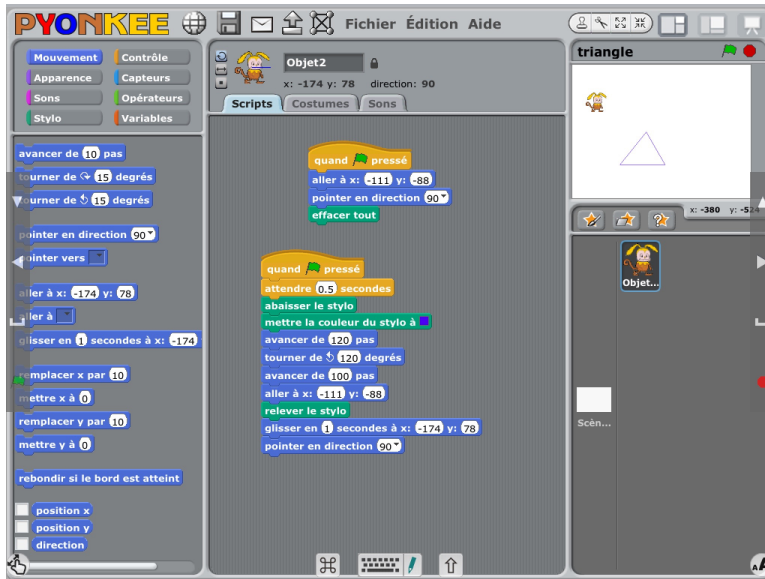 PYONKEE Fichier Édition Aide
Mouvement Contrôle
Apparence Capteurs
Sons Opérateurs
Stylo Variables
avancer de 10 pas
tourner de 15 degrés
tourner de 15 degrés
pointer en direction 90
pointer vers
aller à x: -174 y: 78
aller à
glisser en 1 secondes à x: -174
remplacer x par 10
mettre x à 0
remplacer y par 10
mettre y à 0
rebondir si le bord est atteint
position x
position y
direction
Objet2
x: -174 y: 78 direction: 90
Scripts Costumes Sons
quand pressé
aller à x: -111 y: -88
pointer en direction 90
effacer tout
quand pressé
attendre 0.5 secondes
abaisser le stylo
mettre la couleur du stylo à
avancer de 120 pas
tourner de 120 degrés
avancer de 100 pas
aller à x: -111 y: -88
relever le stylo
glisser en 1 secondes à x: -174 y: 78
pointer en direction 90
triangle
x: -380 y: -524
Objet...
Scèn...
AA